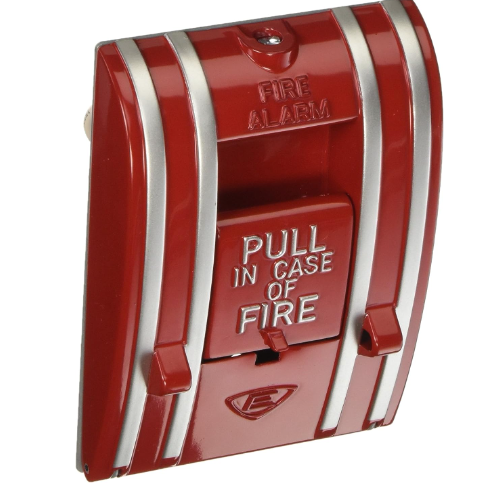 FIRE
ALARM
PULL
IN CASE
OF
FIRE